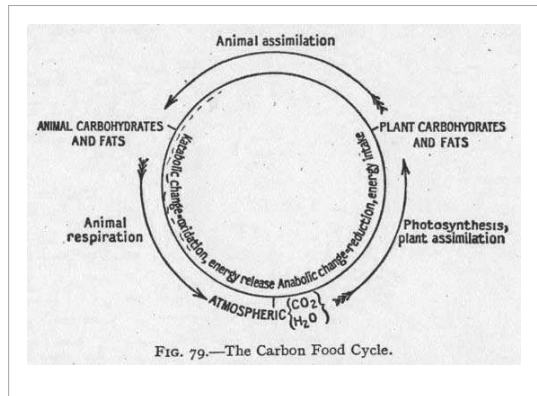 Animal assimilation
ANIMAL CARBOHYDRATES
AND FATS
PLANT CARBOHYDRATES
AND FATS
Katabolic change=oxidation, energy release
Anabolic change=reduction, energy intake
Animal
respiration
Photosynthesis,
plant assimilation
ATMOSPHERIC {CO2}
{H2O}
FIG. 79.—The Carbon Food Cycle.